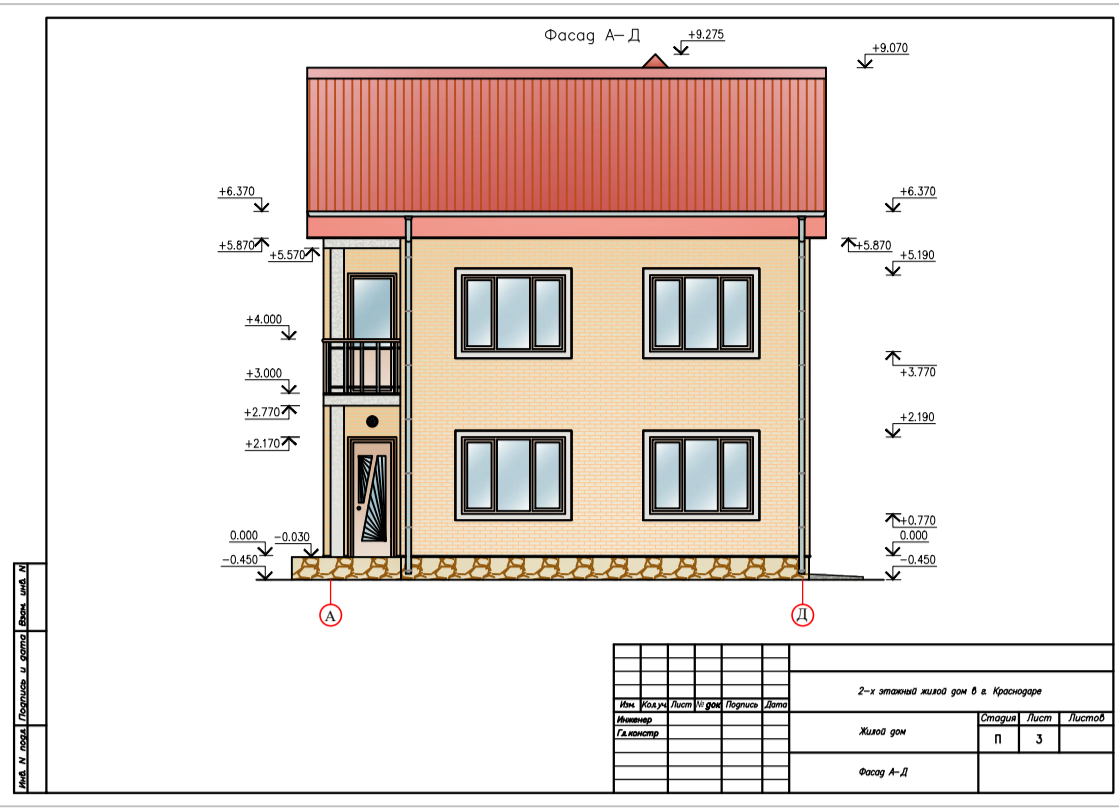 Фасад А–Д
+9.275
+9.070
+6.370
+6.370
+5.870
+5.570
+5.870
+5.190
+4.000
+3.770
+3.000
+2.770
+2.190
+2.170
+0.770
0.000
-0.030
0.000
-0.450
-0.450
А
Д
Взам. инв. N
Подпись и дата
Инв. N подл.
2-х этажный жилой дом в г. Краснодаре
Изм. Кол.уч. Лист № док Подпись Дата
Инженер
Гл.констр
Жилой дом
Стадия Лист Листов
П 3
Фасад А-Д